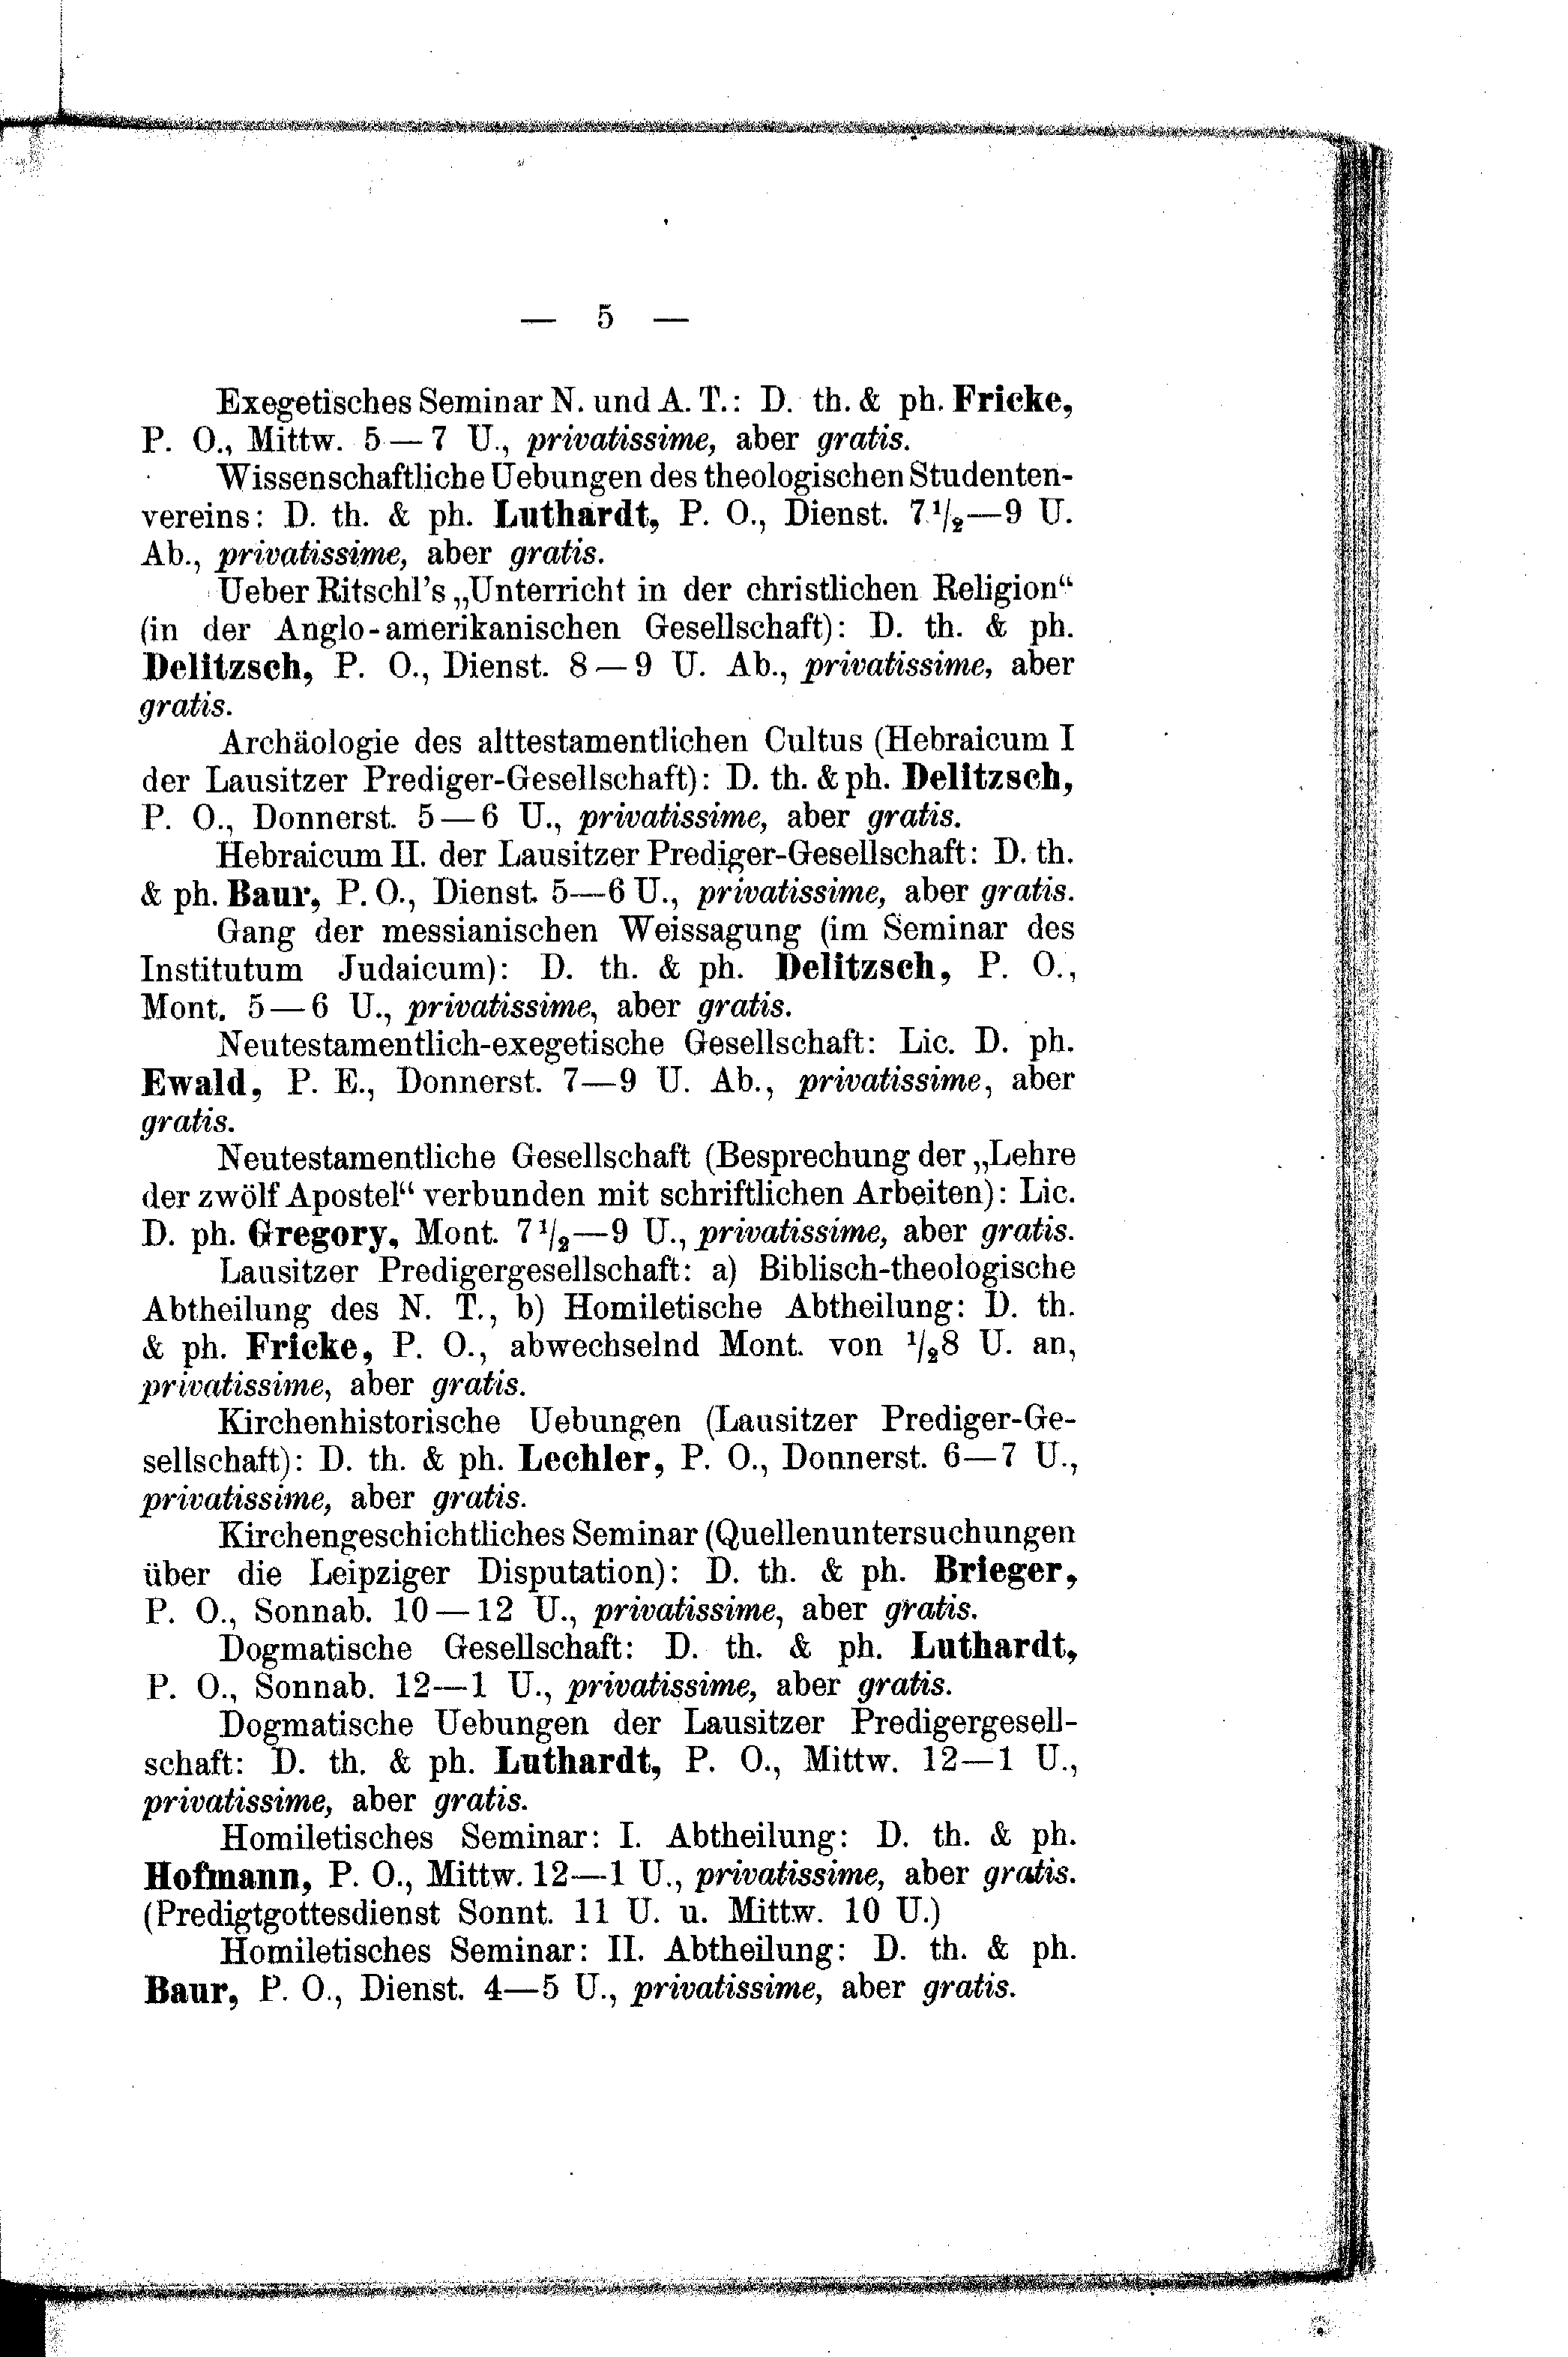 — 5 —
Exegetisches Seminar N. und A. T.: D. th. & ph. Fricke,
P. O., Mittw. 5—7 U., privatissime, aber gratis.
Wissenschaftliche Uebungen des theologischen Studenten-
vereins: D. th. & ph. Luthardt, P. O., Dienst. 7 1/2—9 U.
Ab., privatissime, aber gratis.
Ueber Ritschl's „Unterricht in der christlichen Religion“
(in der Anglo-amerikanischen Gesellschaft): D. th. & ph.
Delitzsch, P. O., Dienst. 8—9 U. Ab., privatissime, aber
gratis.
Archäologie des alttestamentlichen Cultus (Hebraicum I
der Lausitzer Prediger-Gesellschaft): D. th. & ph. Delitzsch,
P. O., Donnerst. 5—6 U., privatissime, aber gratis.
Hebraicum II. der Lausitzer Prediger-Gesellschaft: D. th.
& ph. Baur, P. O., Dienst. 5—6 U., privatissime, aber gratis.
Gang der messianischen Weissagung (im Seminar des
Institutum Judaicum): D. th. & ph. Delitzsch, P. O.,
Mont. 5—6 U., privatissime, aber gratis.
Neutestamentlich-exegetische Gesellschaft: Lic. D. ph.
Ewald, P. E., Donnerst. 7—9 U. Ab., privatissime, aber
gratis.
Neutestamentliche Gesellschaft (Besprechung der „Lehre
der zwölf Apostel“ verbunden mit schriftlichen Arbeiten): Lic.
D. ph. Gregory, Mont. 7 1/2—9 U., privatissime, aber gratis.
Lausitzer Predigergesellschaft: a) Biblisch-theologische
Abtheilung des N. T., b) Homiletische Abtheilung: D. th.
& ph. Fricke, P. O., abwechselnd Mont. von 1/2 8 U. an,
privatissime, aber gratis.
Kirchenhistorische Uebungen (Lausitzer Prediger-Ge-
sellschaft): D. th. & ph. Lechler, P. O., Donnerst. 6—7 U.,
privatissime, aber gratis.
Kirchengeschichtliches Seminar (Quellenuntersuchungen
über die Leipziger Disputation): D. th. & ph. Brieger,
P. O., Sonnab. 10—12 U., privatissime, aber gratis.
Dogmatische Gesellschaft: D. th. & ph. Luthardt,
P. O., Sonnab. 12—1 U., privatissime, aber gratis.
Dogmatische Uebungen der Lausitzer Predigergesell-
schaft: D. th. & ph. Luthardt, P. O., Mittw. 12—1 U.,
privatissime, aber gratis.
Homiletisches Seminar: I. Abtheilung: D. th. & ph.
Hofmann, P. O., Mittw. 12—1 U., privatissime, aber gratis.
(Predigtgottesdienst Sonnt. 11 U. u. Mittw. 10 U.)
Homiletisches Seminar: II. Abtheilung: D. th. & ph.
Baur, P. O., Dienst. 4—5 U., privatissime, aber gratis.